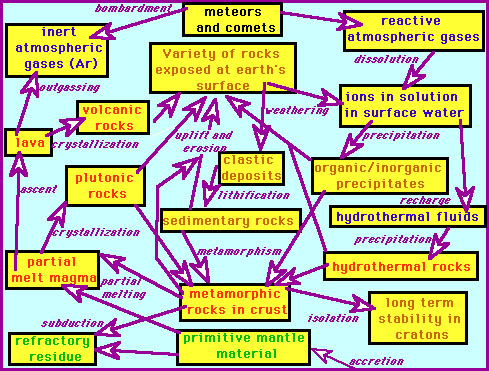 bombardment
meteors
and comets
reactive
atmospheric gases
inert
atmospheric
gases (Ar)
Variety of rocks
exposed at earth's
surface
dissolution
outgassing
volcanic
rocks
weathering
ions in solution
in surface water
lava
crystallization
uplift and
erosion
precipitation
clastic
deposits
organic/inorganic
precipitates
plutonic
rocks
ascent
lithification
recharge
hydrothermal fluids
sedimentary rocks
crystallization
precipitation
metamorphism
partial
melt magma
hydrothermal rocks
partial
melting
metamorphic
rocks in crust
long term
stability in
cratons
isolation
subduction
refractory
residue
primitive mantle
material
accretion